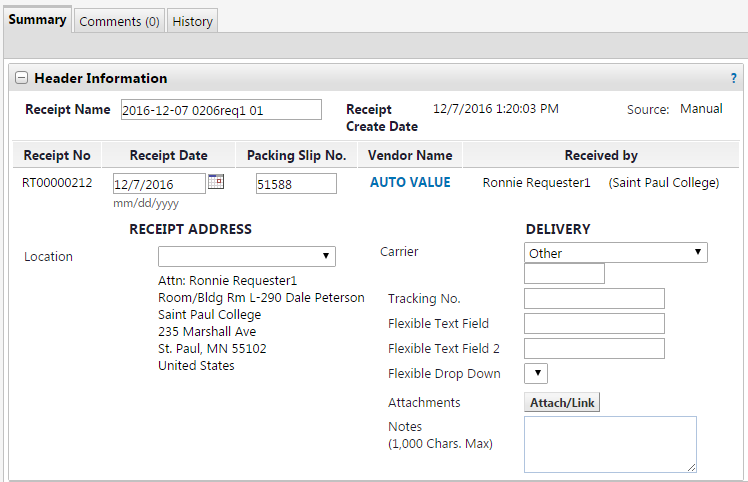 Summary Comments (0) History
Header Information ?
Receipt Name 2016-12-07 0206req1 01 Receipt Create Date 12/7/2016 1:20:03 PM Source: Manual
Receipt No Receipt Date Packing Slip No. Vendor Name Received by
RT00000212 12/7/2016 51588 AUTO VALUE Ronnie Requester1 (Saint Paul College)
mm/dd/yyyy
RECEIPT ADDRESS
Location
Attn: Ronnie Requester1
Room/Bldg Rm L-290 Dale Peterson
Saint Paul College
235 Marshall Ave
St. Paul, MN 55102
United States
DELIVERY
Carrier Other
Tracking No.
Flexible Text Field
Flexible Text Field 2
Flexible Drop Down
Attachments Attach/Link
Notes
(1,000 Chars. Max)